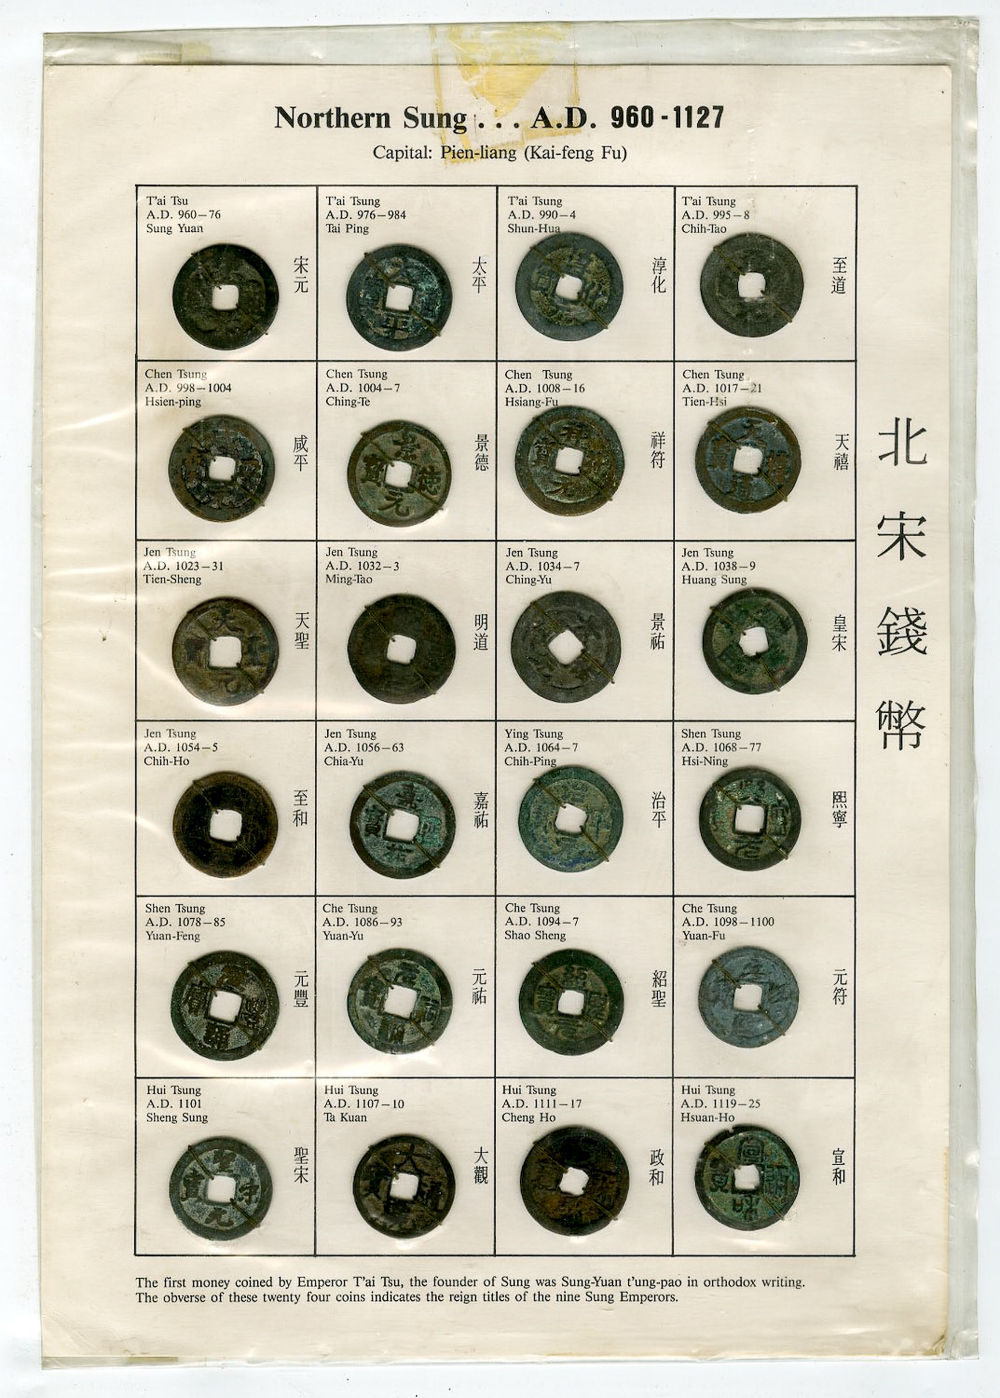 Northern Sung . . . A.D. 960-1127
Capital: Pien-liang (Kai-feng Fu)
T'ai Tsu
A.D. 960–76
Sung Yuan
宋元
T'ai Tsung
A.D. 976–984
Tai Ping
太平
T'ai Tsung
A.D. 990–4
Shun-Hua
淳化
T'ai Tsung
A.D. 995–8
Chih-Tao
至道
Chen Tsung
A.D. 998–1004
Hsien-ping
咸平
Chen Tsung
A.D. 1004–7
Ching-Te
景德
Chen Tsung
A.D. 1008–16
Hsiang-Fu
祥符
Chen Tsung
A.D. 1017–21
Tien-Hsi
天禧
Jen Tsung
A.D. 1023–31
Tien-Sheng
天聖
Jen Tsung
A.D. 1032–3
Ming-Tao
明道
Jen Tsung
A.D. 1034–7
Ching-Yu
景祐
Jen Tsung
A.D. 1038–9
Huang Sung
皇宋
Jen Tsung
A.D. 1054–5
Chih-Ho
至和
Jen Tsung
A.D. 1056–63
Chia-Yu
嘉祐
Ying Tsung
A.D. 1064–7
Chih-Ping
治平
Shen Tsung
A.D. 1068–77
Hsi-Ning
熙寧
Shen Tsung
A.D. 1078–85
Yuan-Feng
元豐
Che Tsung
A.D. 1086–93
Yuan-Yu
元祐
Che Tsung
A.D. 1094–7
Shao Sheng
紹聖
Che Tsung
A.D. 1098–1100
Yuan-Fu
元符
Hui Tsung
A.D. 1101
Sheng Sung
聖宋
Hui Tsung
A.D. 1107–10
Ta Kuan
大觀
Hui Tsung
A.D. 1111–17
Cheng Ho
政和
Hui Tsung
A.D. 1119–25
Hsuan-Ho
宣和
北宋錢幣
The first money coined by Emperor T'ai Tsu, the founder of Sung was Sung-Yuan t'ung-pao in orthodox writing.
The obverse of these twenty four coins indicates the reign titles of the nine Sung Emperors.